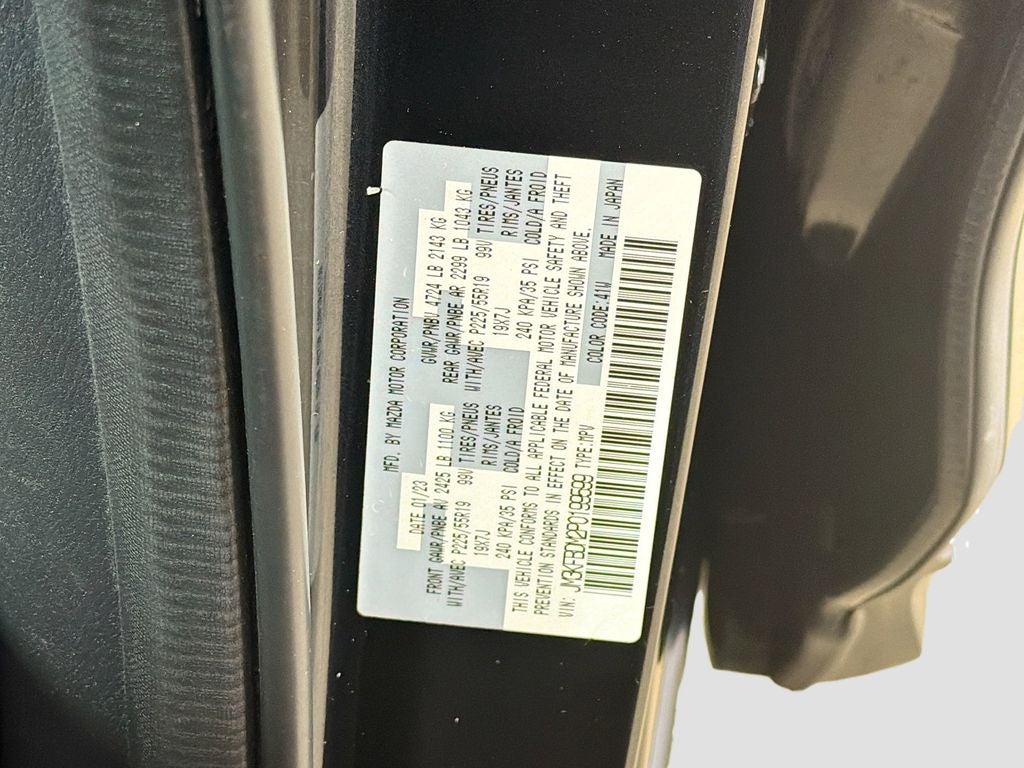 MFD. BY MAZDA MOTOR CORPORATION
DATE 01/23 GVWR/PNBV 4724 LB 2143 KG
FRONT GAWR/PNBE AV 2425 LB 1100 KG REAR GAWR/PNBE AR 2299 LB 1043 KG
WITH/AVEC P225/55R19 99V TIRES/PNEUS WITH/AVEC P225/55R19 99V TIRES/PNEUS
19X7J RIMS/JANTES 19X7J RIMS/JANTES
240 KPA/35 PSI COLD/A FROID 240 KPA/35 PSI COLD/A FROID
THIS VEHICLE CONFORMS TO ALL APPLICABLE FEDERAL MOTOR VEHICLE SAFETY AND THEFT
PREVENTION STANDARDS IN EFFECT ON THE DATE OF MANUFACTURE SHOWN ABOVE.
VIN: TYPE:MPV COLOR CODE:41W MADE IN JAPAN